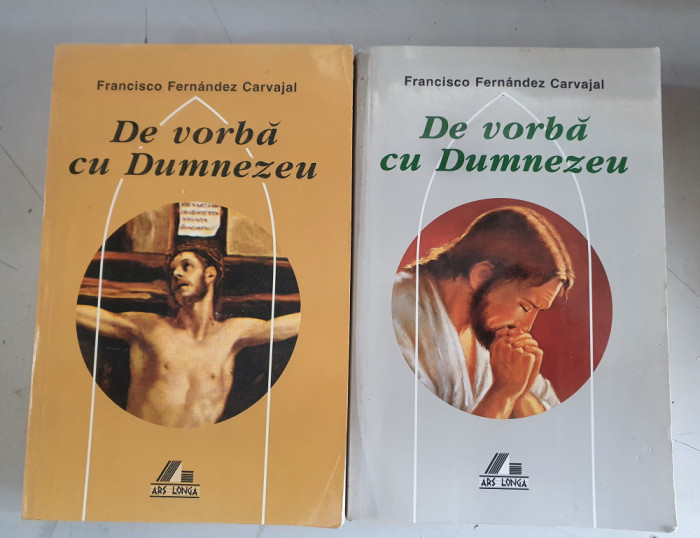 Francisco Fernández Carvajal
De vorbă
cu Dumnezeu
ARS LONGA
Francisco Fernández Carvajal
De vorbă
cu Dumnezeu
ARS LONGA